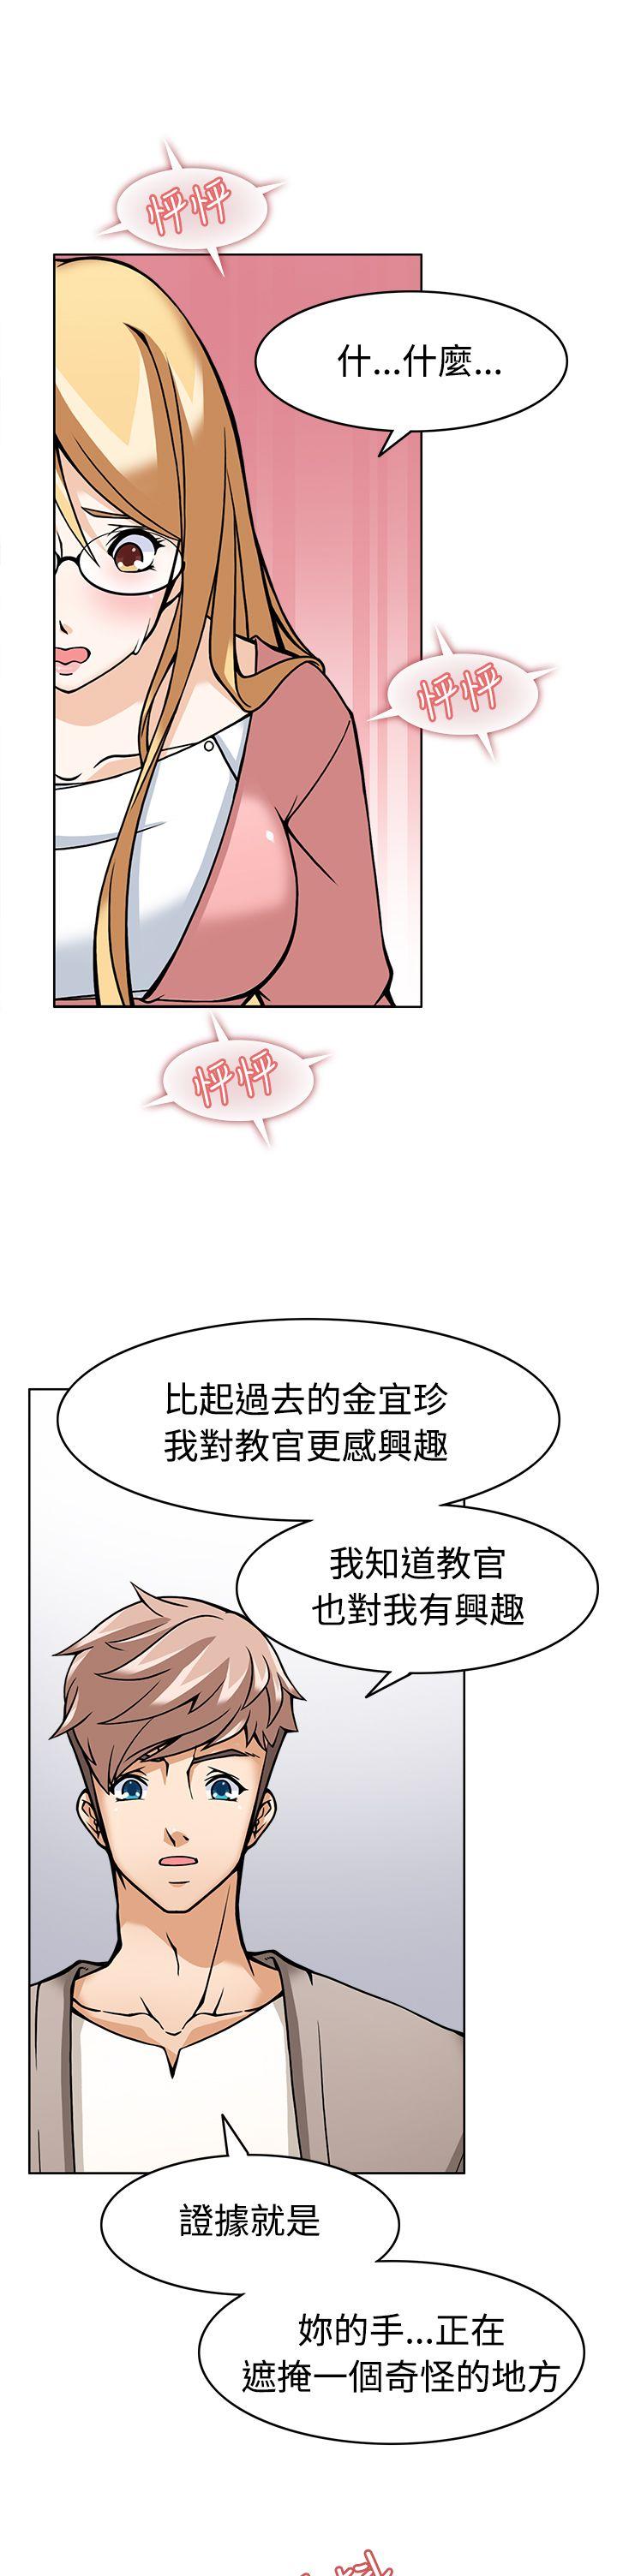 怦怦
什...什麼...
怦怦
怦怦
比起過去的金宜珍
我對教官更感興趣
我知道教官
也對我有興趣
證據就是
妳的手...正在
遮掩一個奇怪的地方